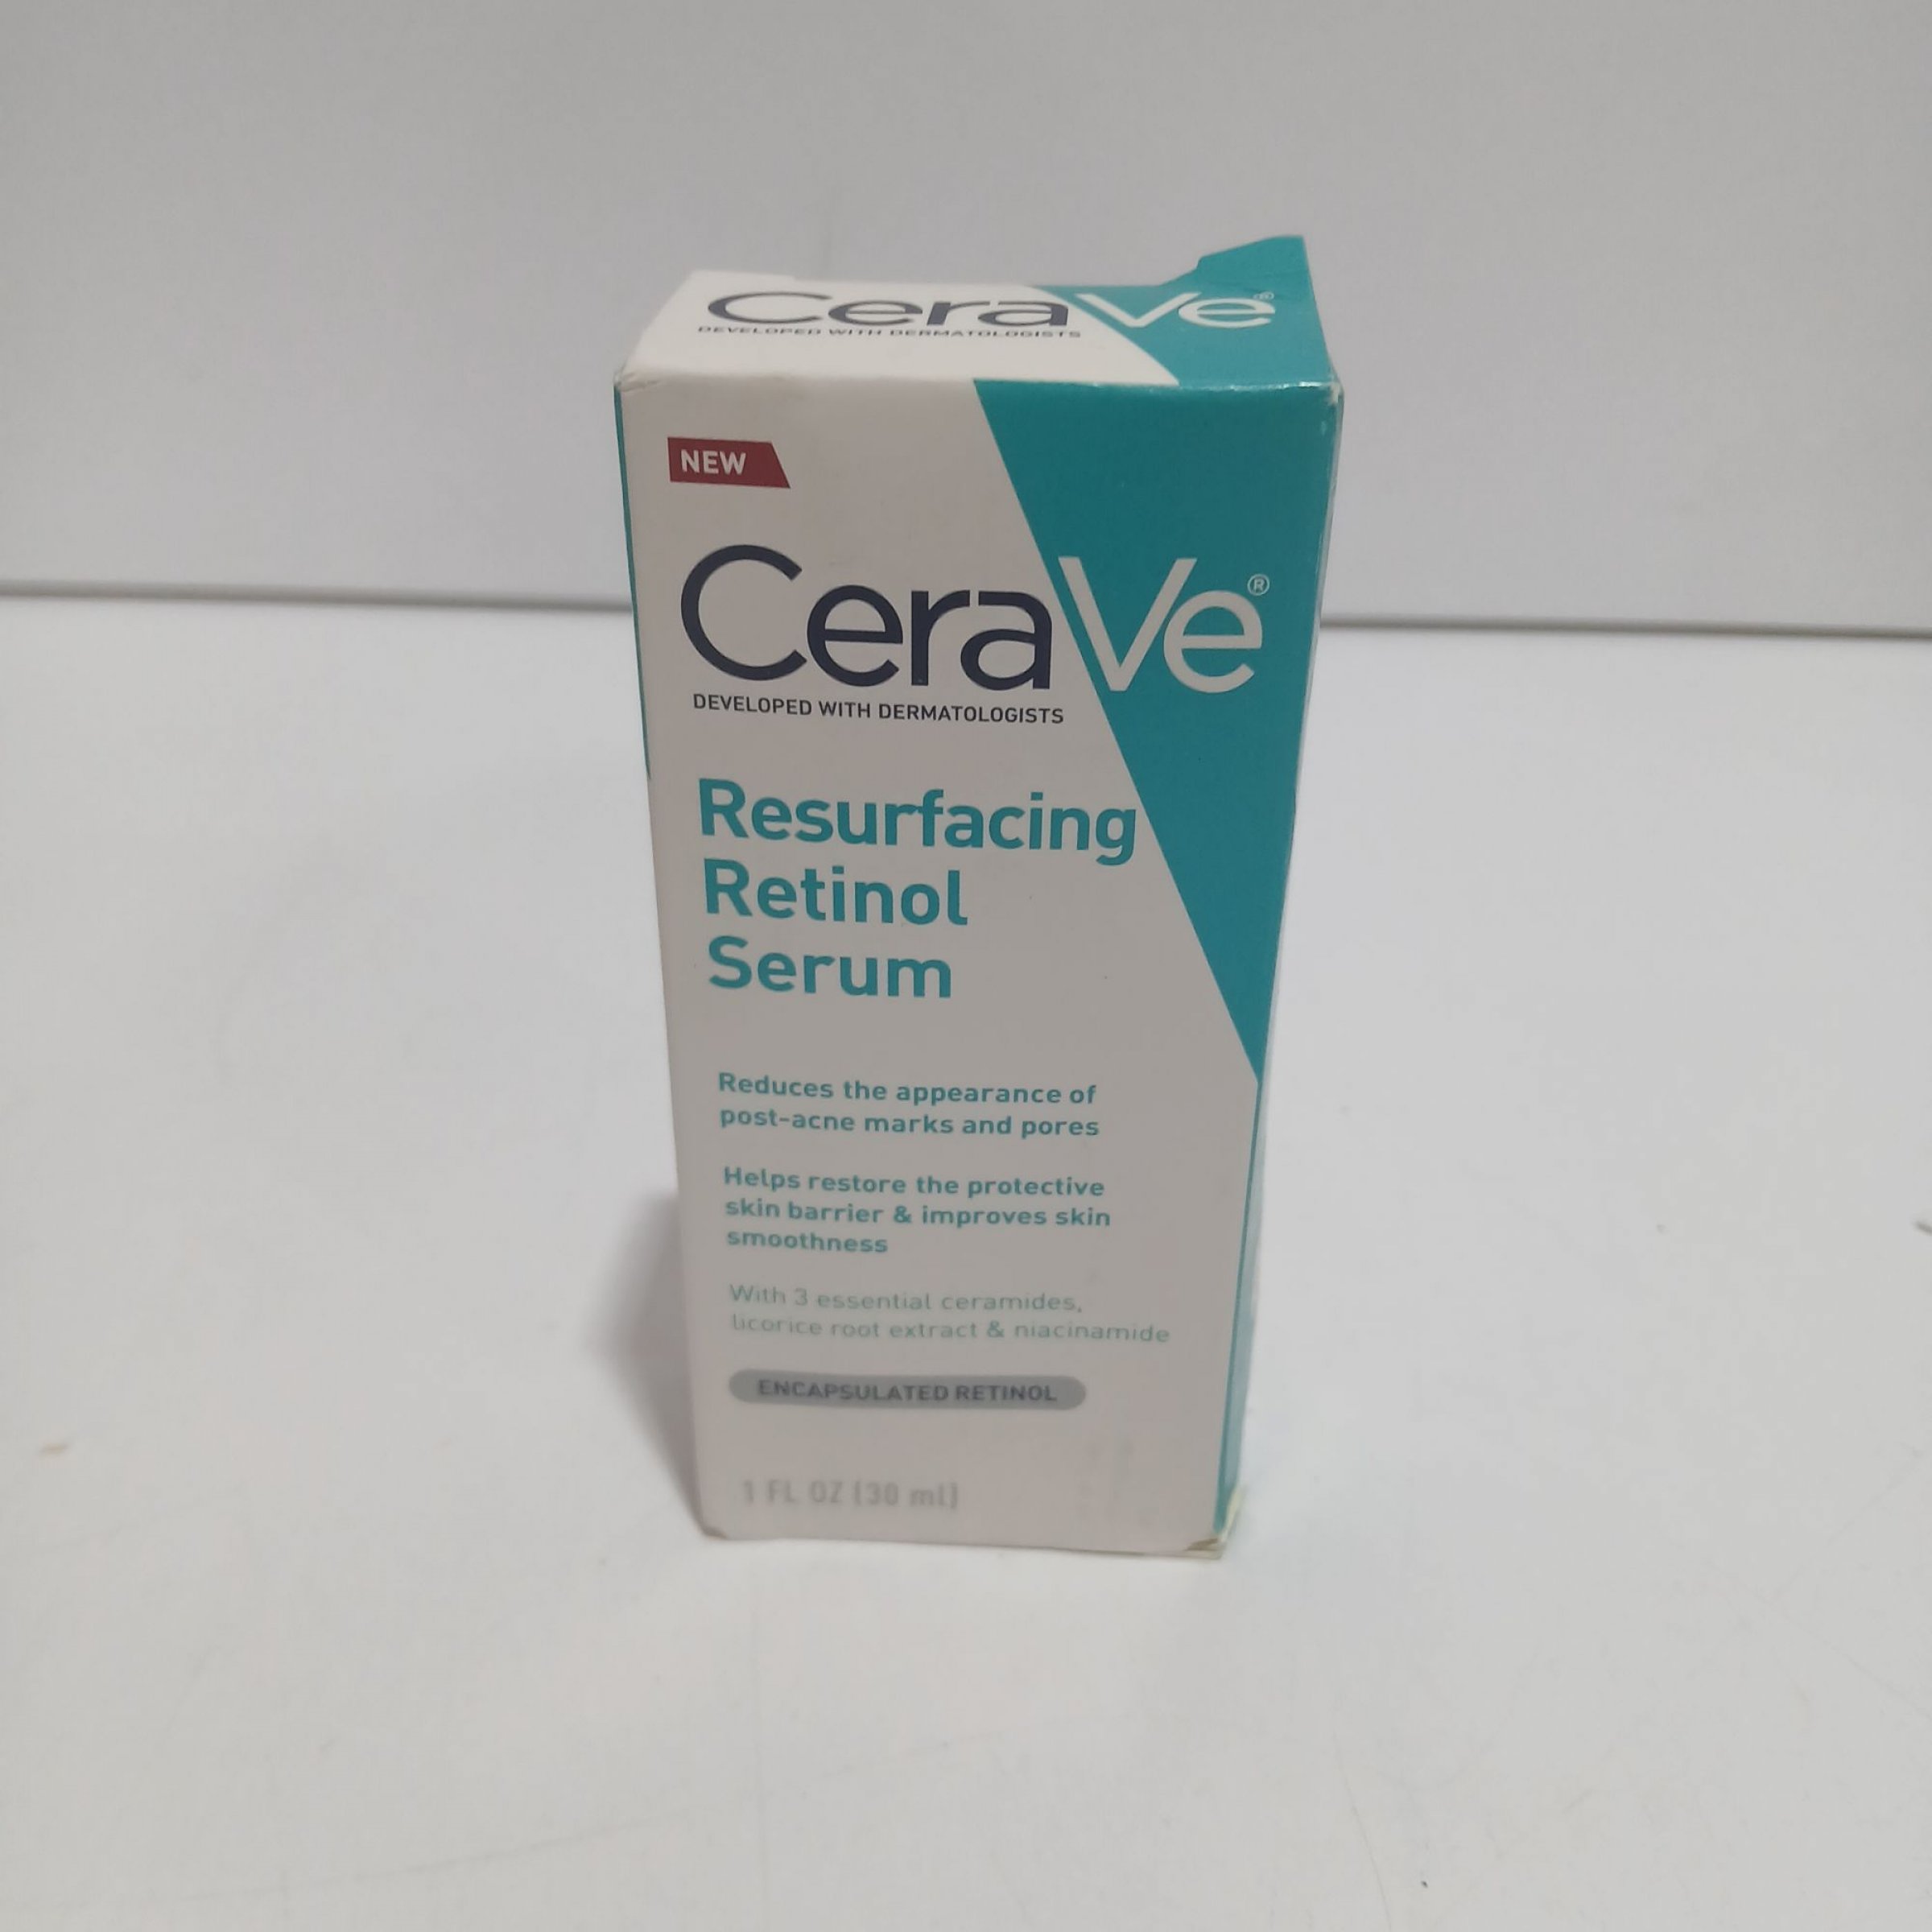 CeraVe®
DEVELOPED WITH DERMATOLOGISTS
NEW
CeraVe®
DEVELOPED WITH DERMATOLOGISTS
Resurfacing
Retinol
Serum
Reduces the appearance of
post-acne marks and pores
Helps restore the protective
skin barrier & improves skin
smoothness
With 3 essential ceramides,
licorice root extract & niacinamide
ENCAPSULATED RETINOL
1 FL OZ (30 ml)